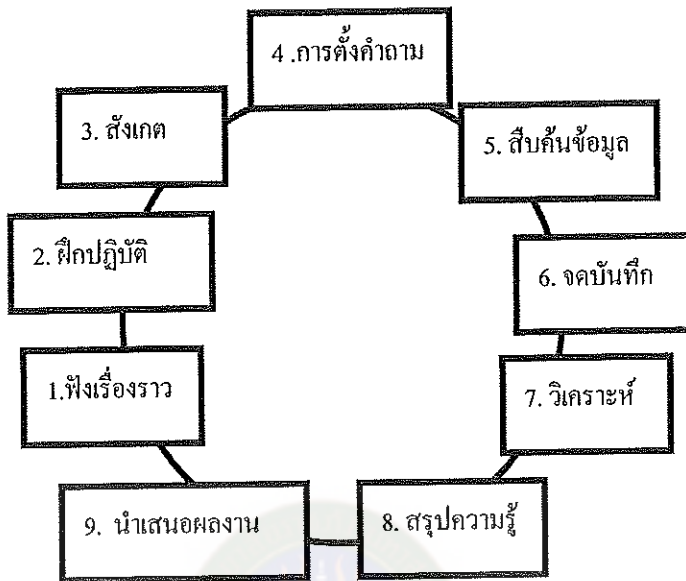 4 .การตั้งคำถาม
3. สังเกต
5. สืบค้นข้อมูล
2. ฝึกปฏิบัติ
6. จดบันทึก
1.ฟังเรื่องราว
7. วิเคราะห์
9. นำเสนอผลงาน
8. สรุปความรู้